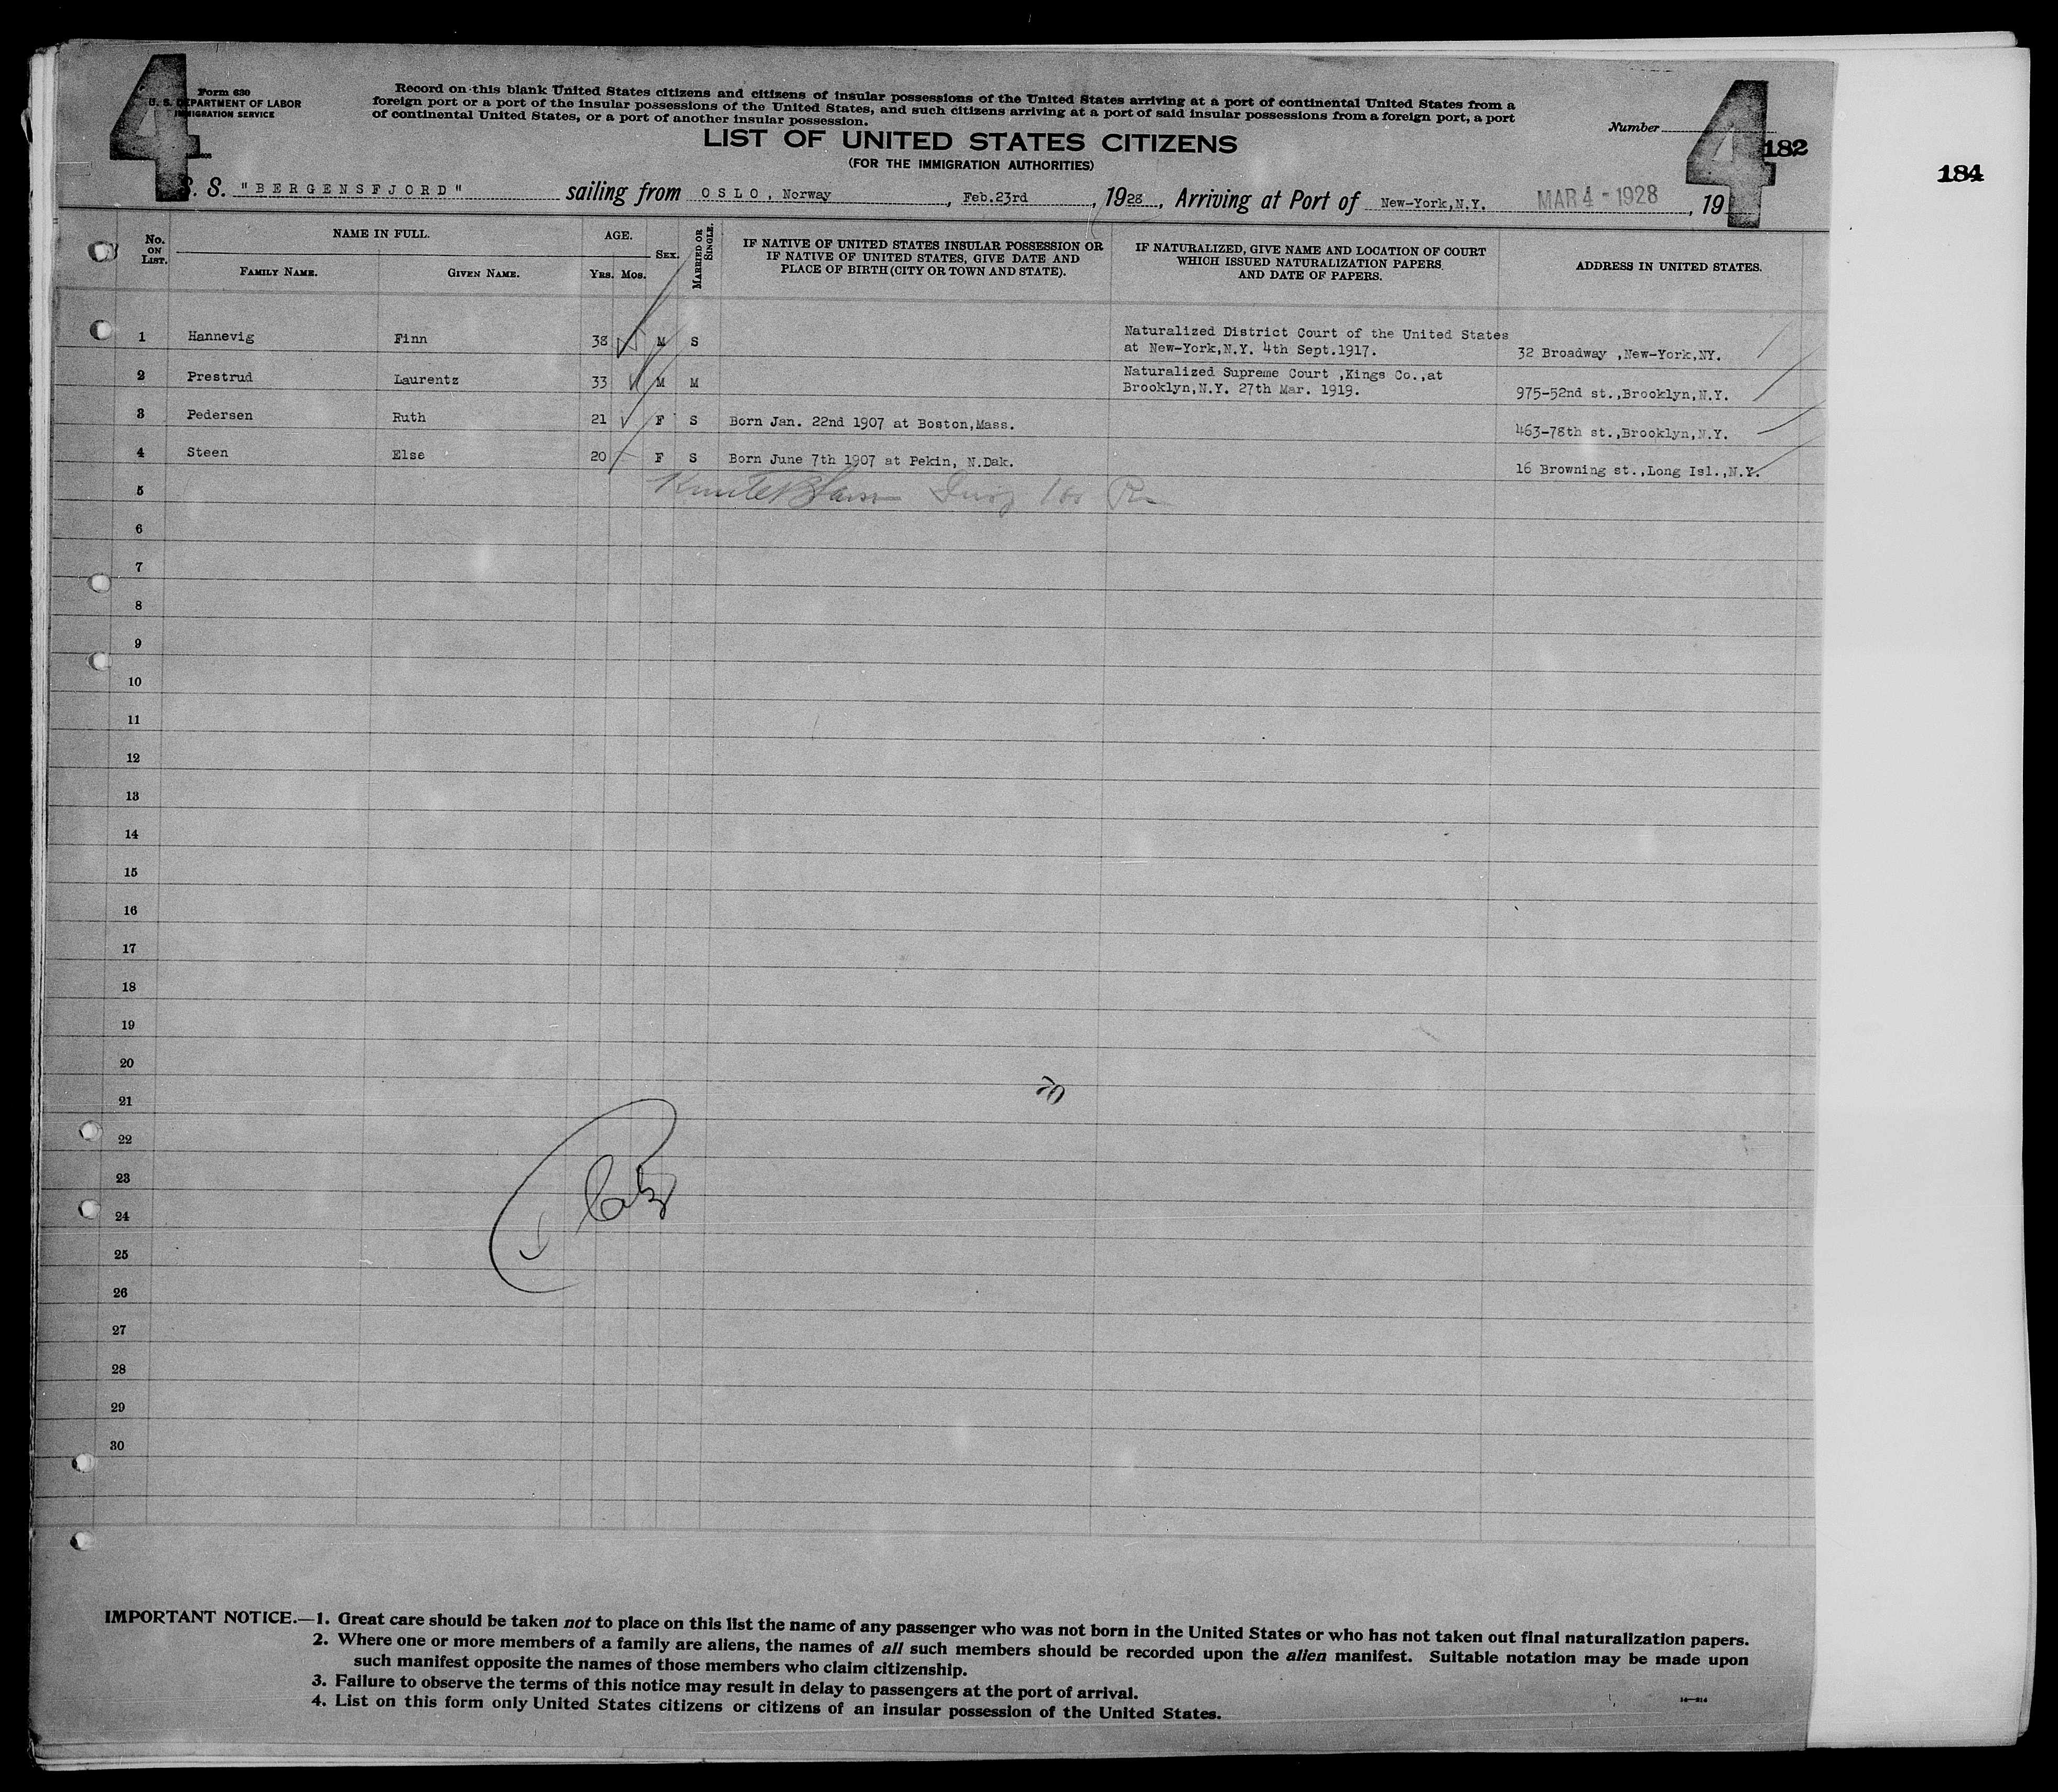 4
Form 630
U. S. DEPARTMENT OF LABOR
IMMIGRATION SERVICE
Record on this blank United States citizens and citizens of insular possessions of the United States arriving at a port of continental United States from a
foreign port or a port of the insular possessions of the United States, and such citizens arriving at a port of said insular possessions from a foreign port, a port
of continental United States, or a port of another insular possession.
Number
4
182
184
LIST OF UNITED STATES CITIZENS
(FOR THE IMMIGRATION AUTHORITIES)
S. S. "BERGENSFJORD" sailing from OSLO, Norway, Feb.23rd, 1928, Arriving at Port of New-York,N.Y. MAR 4 - 1928, 19
No. ON LIST.
NAME IN FULL.
FAMILY NAME.
GIVEN NAME.
AGE.
YRS. MOS.
SEX.
MARRIED OR SINGLE.
IF NATIVE OF UNITED STATES INSULAR POSSESSION OR
IF NATIVE OF UNITED STATES, GIVE DATE AND
PLACE OF BIRTH (CITY OR TOWN AND STATE).
IF NATURALIZED, GIVE NAME AND LOCATION OF COURT
WHICH ISSUED NATURALIZATION PAPERS,
AND DATE OF PAPERS.
ADDRESS IN UNITED STATES.
1 Hannevig Finn 38 M S Naturalized District Court of the United States
at New-York,N.Y. 4th Sept.1917. 32 Broadway ,New-York,NY.
2 Prestrud Laurentz 33 M M Naturalized Supreme Court ,Kings Co.,at
Brooklyn,N.Y. 27th Mar. 1919. 975-52nd st.,Brooklyn,N.Y.
3 Pedersen Ruth 21 F S Born Jan. 22nd 1907 at Boston,Mass. 463-78th st.,Brooklyn,N.Y.
4 Steen Else 20 F S Born June 7th 1907 at Pekin, N.Dak. 16 Browning st.,Long Isl.,N.Y.
5
6
7
8
9
10
11
12
13
14
15
16
17
18
19
20
21
22
23
24
25
26
27
28
29
30
IMPORTANT NOTICE.—1. Great care should be taken not to place on this list the name of any passenger who was not born in the United States or who has not taken out final naturalization papers.
2. Where one or more members of a family are aliens, the names of all such members should be recorded upon the alien manifest. Suitable notation may be made upon
such manifest opposite the names of those members who claim citizenship.
3. Failure to observe the terms of this notice may result in delay to passengers at the port of arrival.
4. List on this form only United States citizens or citizens of an insular possession of the United States.
14—214